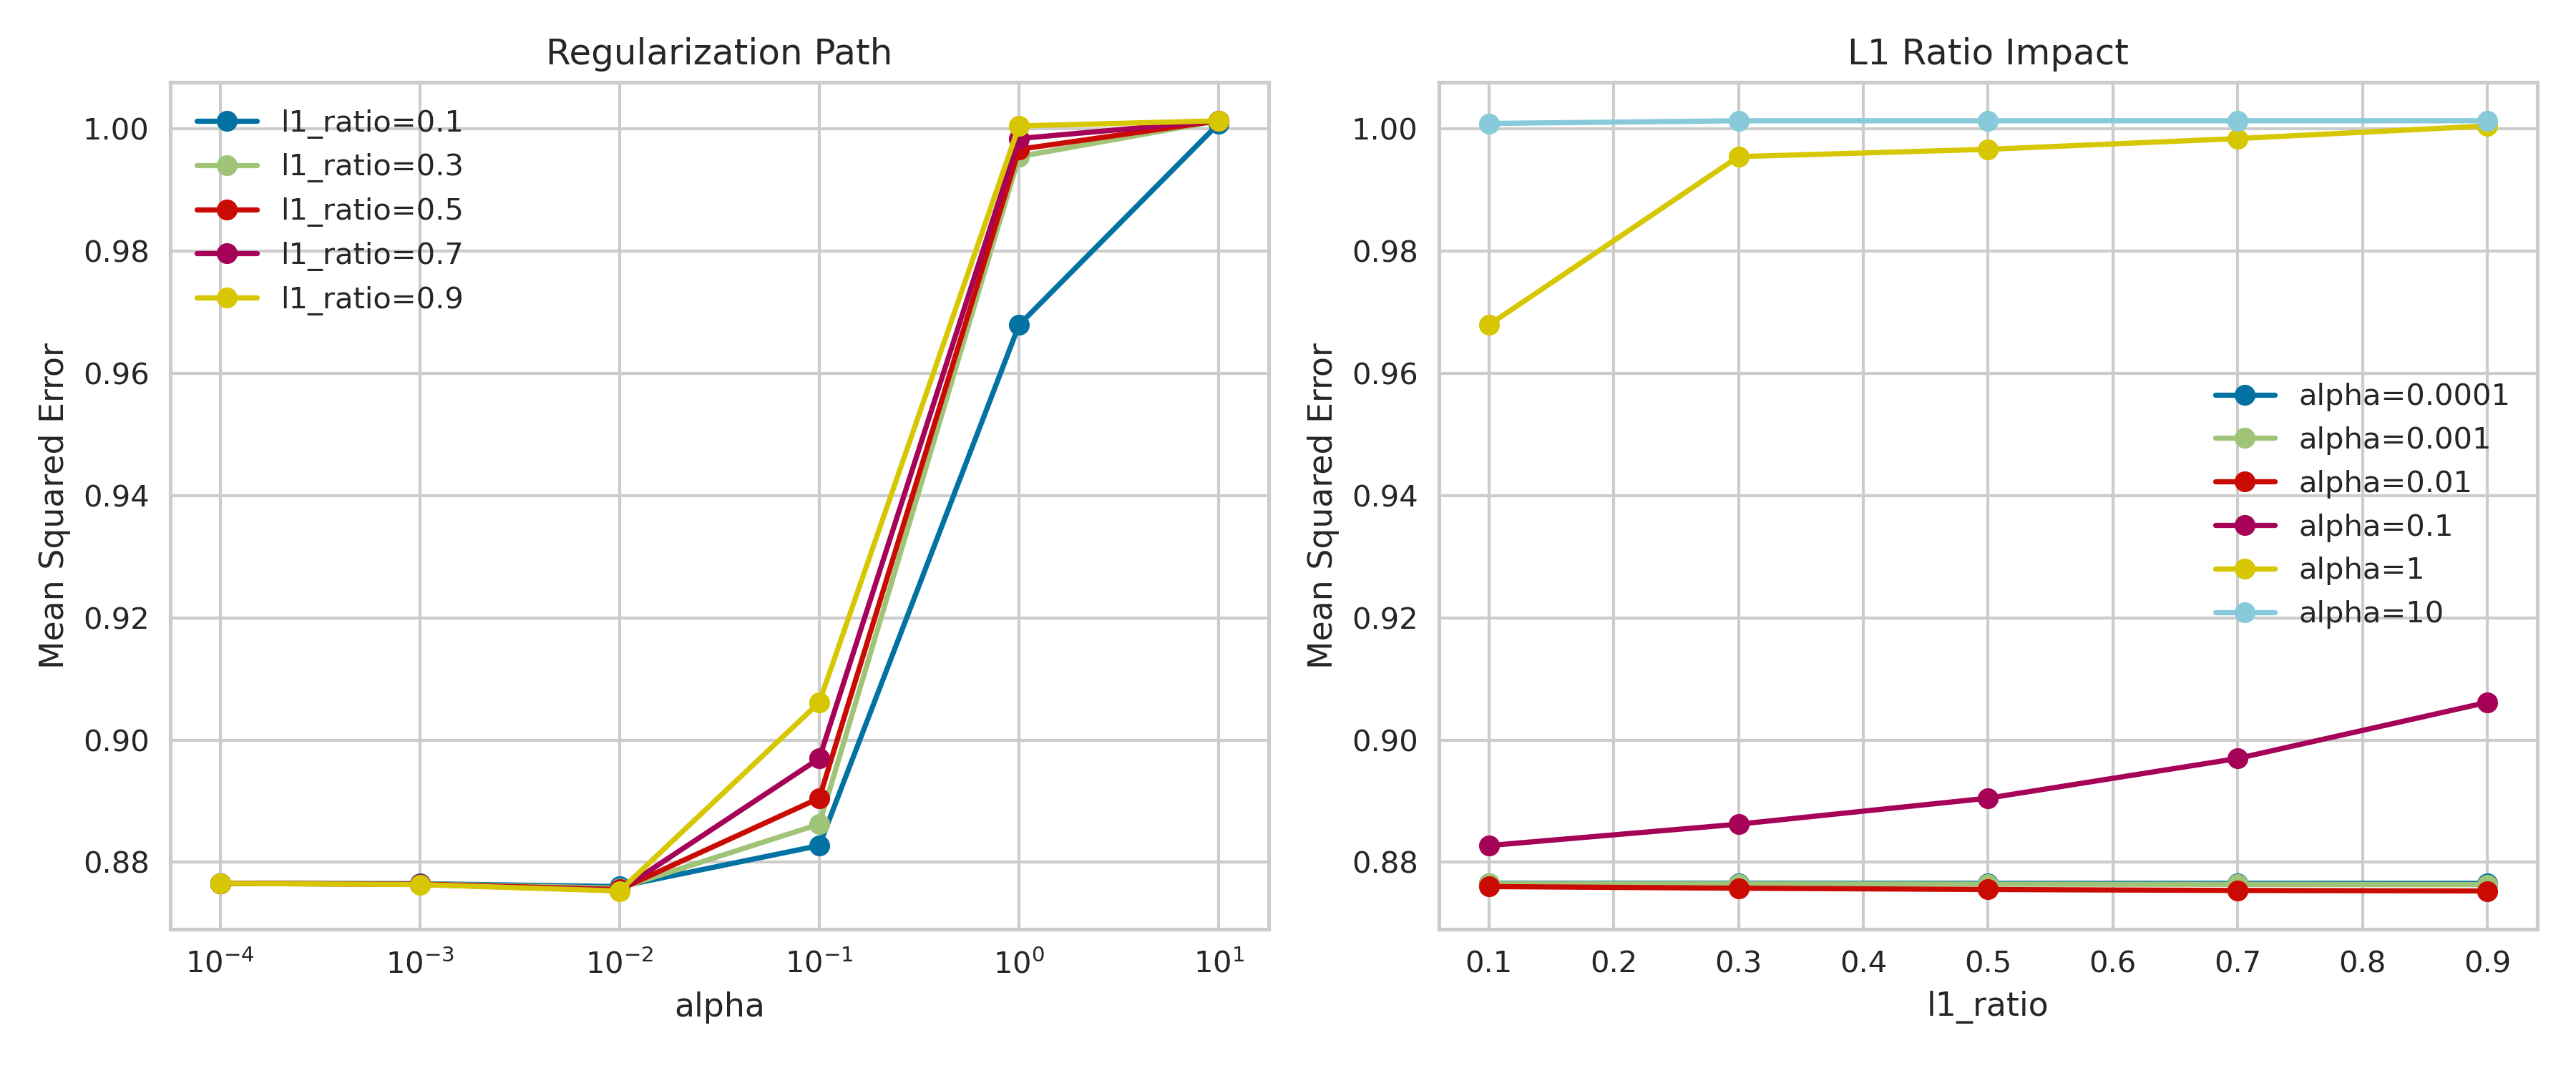 Regularization Path
Mean Squared Error
1.00
0.98
0.96
0.94
0.92
0.90
0.88
l1_ratio=0.1
l1_ratio=0.3
l1_ratio=0.5
l1_ratio=0.7
l1_ratio=0.9
10⁻⁴ 10⁻³ 10⁻² 10⁻¹ 10⁰ 10¹
alpha
L1 Ratio Impact
Mean Squared Error
1.00
0.98
0.96
0.94
0.92
0.90
0.88
alpha=0.0001
alpha=0.001
alpha=0.01
alpha=0.1
alpha=1
alpha=10
0.1 0.2 0.3 0.4 0.5 0.6 0.7 0.8 0.9
l1_ratio